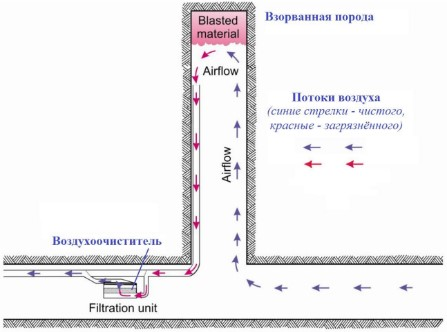 Blasted
material
Взорванная порода
Airflow
Потоки воздуха
(синие стрелки - чистого,
красные - загрязнённого)
Airflow
Воздухоочиститель
Filtration unit